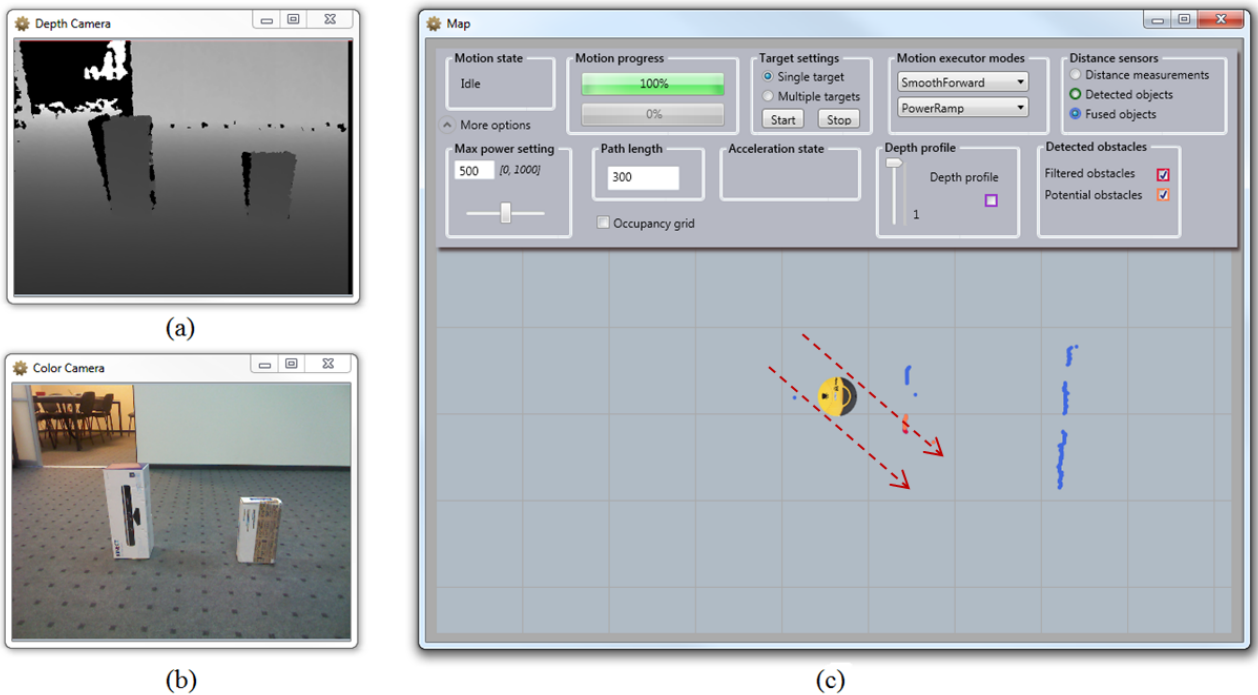 Depth Camera
(a)
Color Camera
(b)
Map
Motion state
Idle
More options
Motion progress
100%
0%
Target settings
Single target
Multiple targets
Start Stop
Motion executor modes
SmoothForward
PowerRamp
Distance sensors
Distance measurements
Detected objects
Fused objects
Max power setting
500 [0, 1000]
Path length
300
Occupancy grid
Acceleration state
Depth profile
Depth profile
1
Detected obstacles
Filtered obstacles
Potential obstacles
(c)